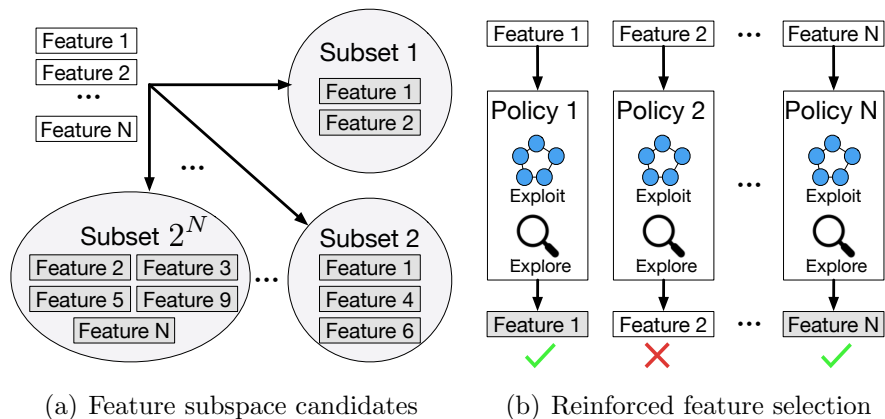 Feature 1
Feature 2
...
Feature N
...
Subset 1
Feature 1
Feature 2
Subset 2^N
Feature 2 Feature 3
Feature 5 Feature 9
Feature N
...
Subset 2
Feature 1
Feature 4
Feature 6
(a) Feature subspace candidates
Feature 1 Feature 2 ... Feature N
Policy 1 Policy 2 Policy N
Exploit Exploit ... Exploit
Explore Explore Explore
Feature 1 Feature 2 ... Feature N
(b) Reinforced feature selection